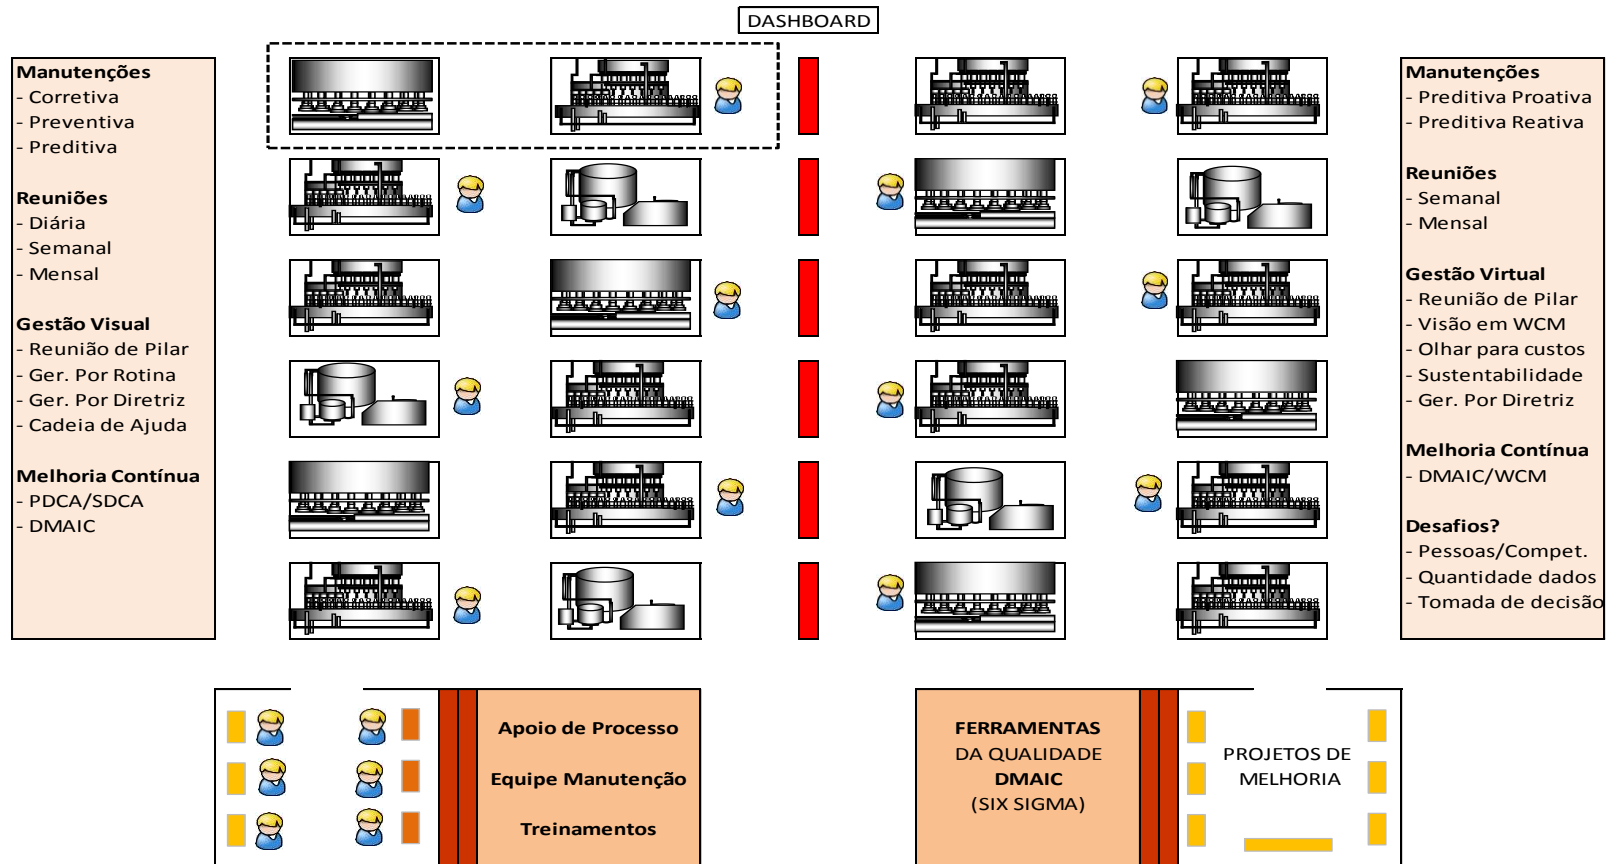 DASHBOARD
Manutenções
- Corretiva
- Preventiva
- Preditiva
Reuniões
- Diária
- Semanal
- Mensal
Gestão Visual
- Reunião de Pilar
- Ger. Por Rotina
- Ger. Por Diretriz
- Cadeia de Ajuda
Melhoria Contínua
- PDCA/SDCA
- DMAIC
Manutenções
- Preditiva Proativa
- Preditiva Reativa
Reuniões
- Semanal
- Mensal
Gestão Virtual
- Reunião de Pilar
- Visão em WCM
- Olhar para custos
- Sustentabilidade
- Ger. Por Diretriz
Melhoria Contínua
- DMAIC/WCM
Desafios?
- Pessoas/Compet.
- Quantidade dados
- Tomada de decisão
Apoio de Processo
Equipe Manutenção
Treinamentos
FERRAMENTAS
DA QUALIDADE
DMAIC
(SIX SIGMA)
PROJETOS DE
MELHORIA